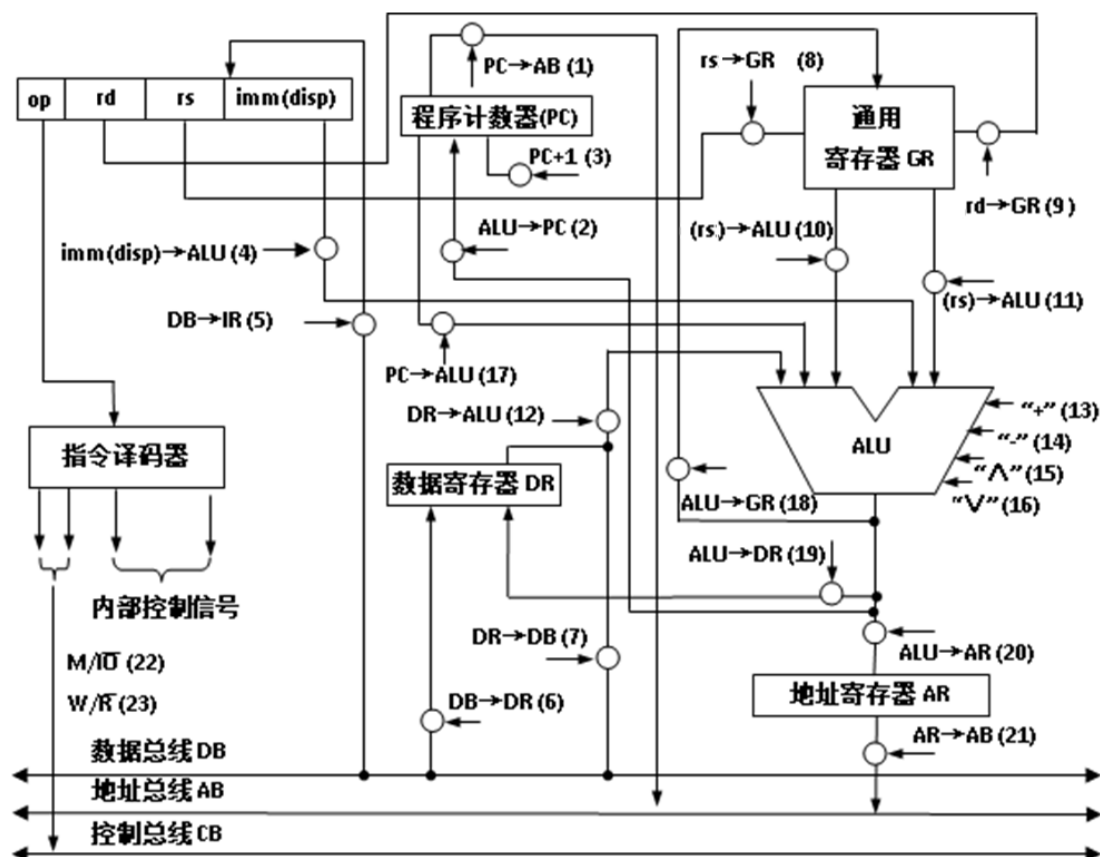 PC→AB (1)
rs→GR (8)
op rd rs imm(disp)
程序计数器(PC)
通用
寄存器 GR
PC+1 (3)
rd→GR (9)
ALU→PC (2)
(rs)→ALU (10)
imm(disp)→ALU (4)
(rs)→ALU (11)
DB→IR (5)
PC→ALU (17)
DR→ALU (12)
"+" (13)
"-" (14)
"∧" (15)
"∨" (16)
ALU
指令译码器
数据寄存器 DR
ALU→GR (18)
ALU→DR (19)
内部控制信号
DR→DB (7)
ALU→AR (20)
M/I̅O̅ (22)
W/R̅ (23)
地址寄存器 AR
DB→DR (6)
AR→AB (21)
数据总线 DB
地址总线 AB
控制总线 CB